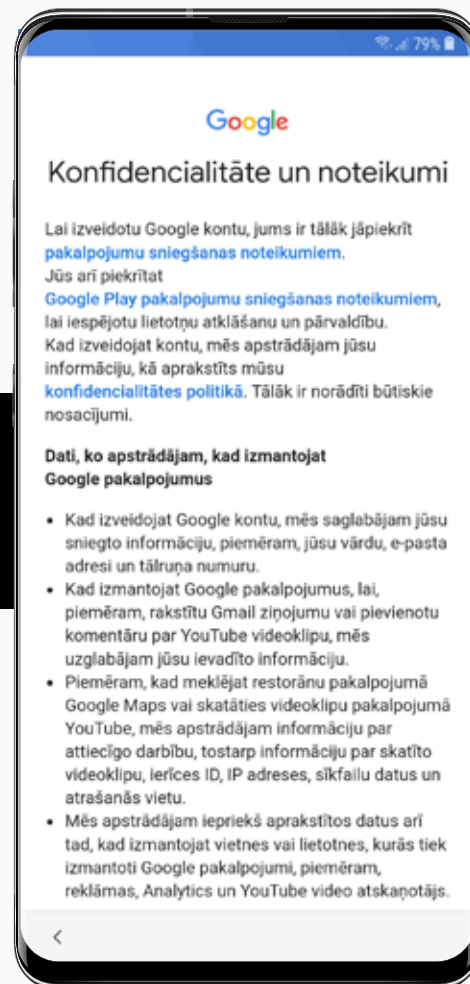 79%
Google
Konfidencialitāte un noteikumi
Lai izveidotu Google kontu, jums ir tālāk jāpiekrīt
pakalpojumu sniegšanas noteikumiem.
Jūs arī piekrītat
Google Play pakalpojumu sniegšanas noteikumiem,
lai iespējotu lietotņu atklāšanu un pārvaldību.
Kad izveidojat kontu, mēs apstrādājam jūsu
informāciju, kā aprakstīts mūsu
konfidencialitātes politikā. Tālāk ir norādīti būtiskie
nosacījumi.
Dati, ko apstrādājam, kad izmantojat
Google pakalpojumus
• Kad izveidojat Google kontu, mēs saglabājam jūsu
sniegto informāciju, piemēram, jūsu vārdu, e-pasta
adresi un tālruņa numuru.
• Kad izmantojat Google pakalpojumus, lai,
piemēram, rakstītu Gmail ziņojumu vai pievienotu
komentāru par YouTube videoklipu, mēs
uzglabājam jūsu ievadīto informāciju.
• Piemēram, kad meklējat restorānu pakalpojumā
Google Maps vai skatāties videoklipu pakalpojumā
YouTube, mēs apstrādājam informāciju par
attiecīgo darbību, tostarp informāciju par skatīto
videoklipu, ierīces ID, IP adreses, sīkfailu datus un
atrašanās vietu.
• Mēs apstrādājam iepriekš aprakstītos datus arī
tad, kad izmantojat vietnes vai lietotnes, kurās tiek
izmantoti Google pakalpojumi, piemēram,
reklāmas, Analytics un YouTube video atskaņotājs.